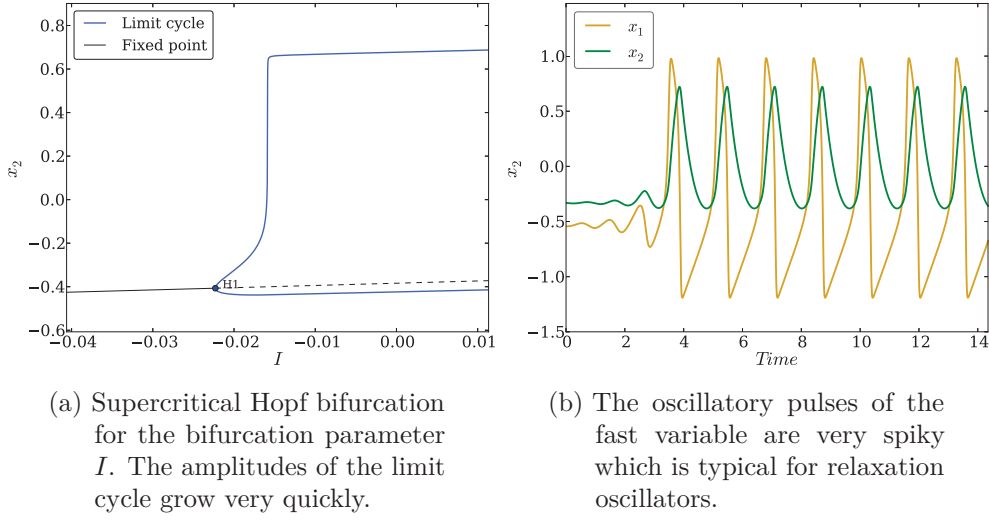 Limit cycle
Fixed point
0.8
0.6
0.4
0.2
0.0
−0.2
−0.4
−0.6
x₂
H1
−0.04
−0.03
−0.02
−0.01
0.00
0.01
I
x₁
x₂
1.0
0.5
0.0
−0.5
−1.0
−1.5
x₂
0
2
4
6
8
10
12
14
Time
(a) Supercritical Hopf bifurcation
for the bifurcation parameter
I. The amplitudes of the limit
cycle grow very quickly.
(b) The oscillatory pulses of the
fast variable are very spiky
which is typical for relaxation
oscillators.